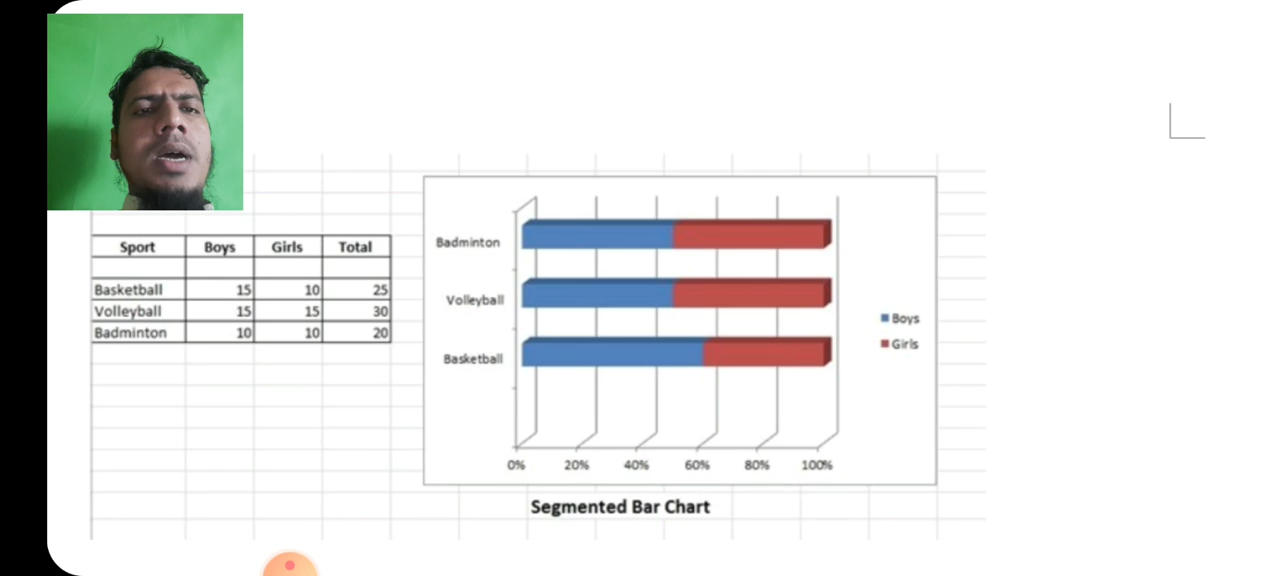 Sport Boys Girls Total
Basketball 15 10 25
Volleyball 15 15 30
Badminton 10 10 20
Badminton
Volleyball
Basketball
0% 20% 40% 60% 80% 100%
Boys
Girls
Segmented Bar Chart